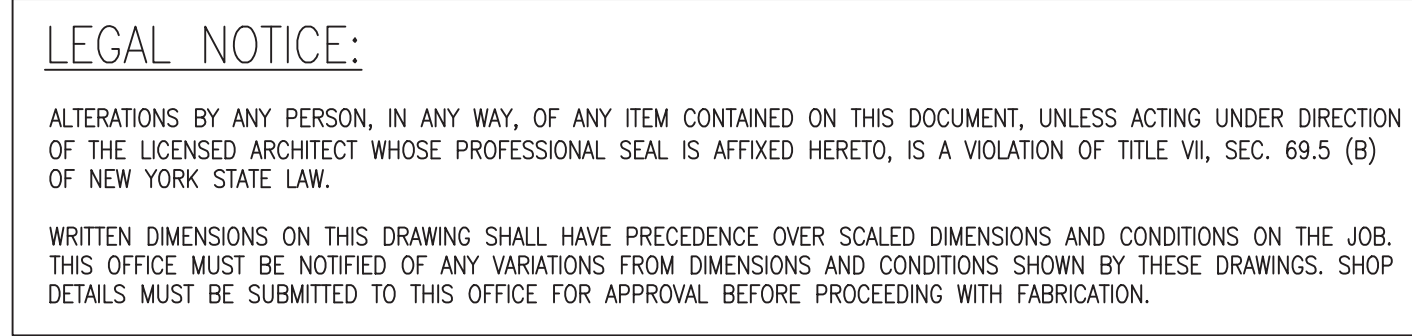 LEGAL NOTICE:
ALTERATIONS BY ANY PERSON, IN ANY WAY, OF ANY ITEM CONTAINED ON THIS DOCUMENT, UNLESS ACTING UNDER DIRECTION
OF THE LICENSED ARCHITECT WHOSE PROFESSIONAL SEAL IS AFFIXED HERETO, IS A VIOLATION OF TITLE VII, SEC. 69.5 (B)
OF NEW YORK STATE LAW.
WRITTEN DIMENSIONS ON THIS DRAWING SHALL HAVE PRECEDENCE OVER SCALED DIMENSIONS AND CONDITIONS ON THE JOB.
THIS OFFICE MUST BE NOTIFIED OF ANY VARIATIONS FROM DIMENSIONS AND CONDITIONS SHOWN BY THESE DRAWINGS. SHOP
DETAILS MUST BE SUBMITTED TO THIS OFFICE FOR APPROVAL BEFORE PROCEEDING WITH FABRICATION.